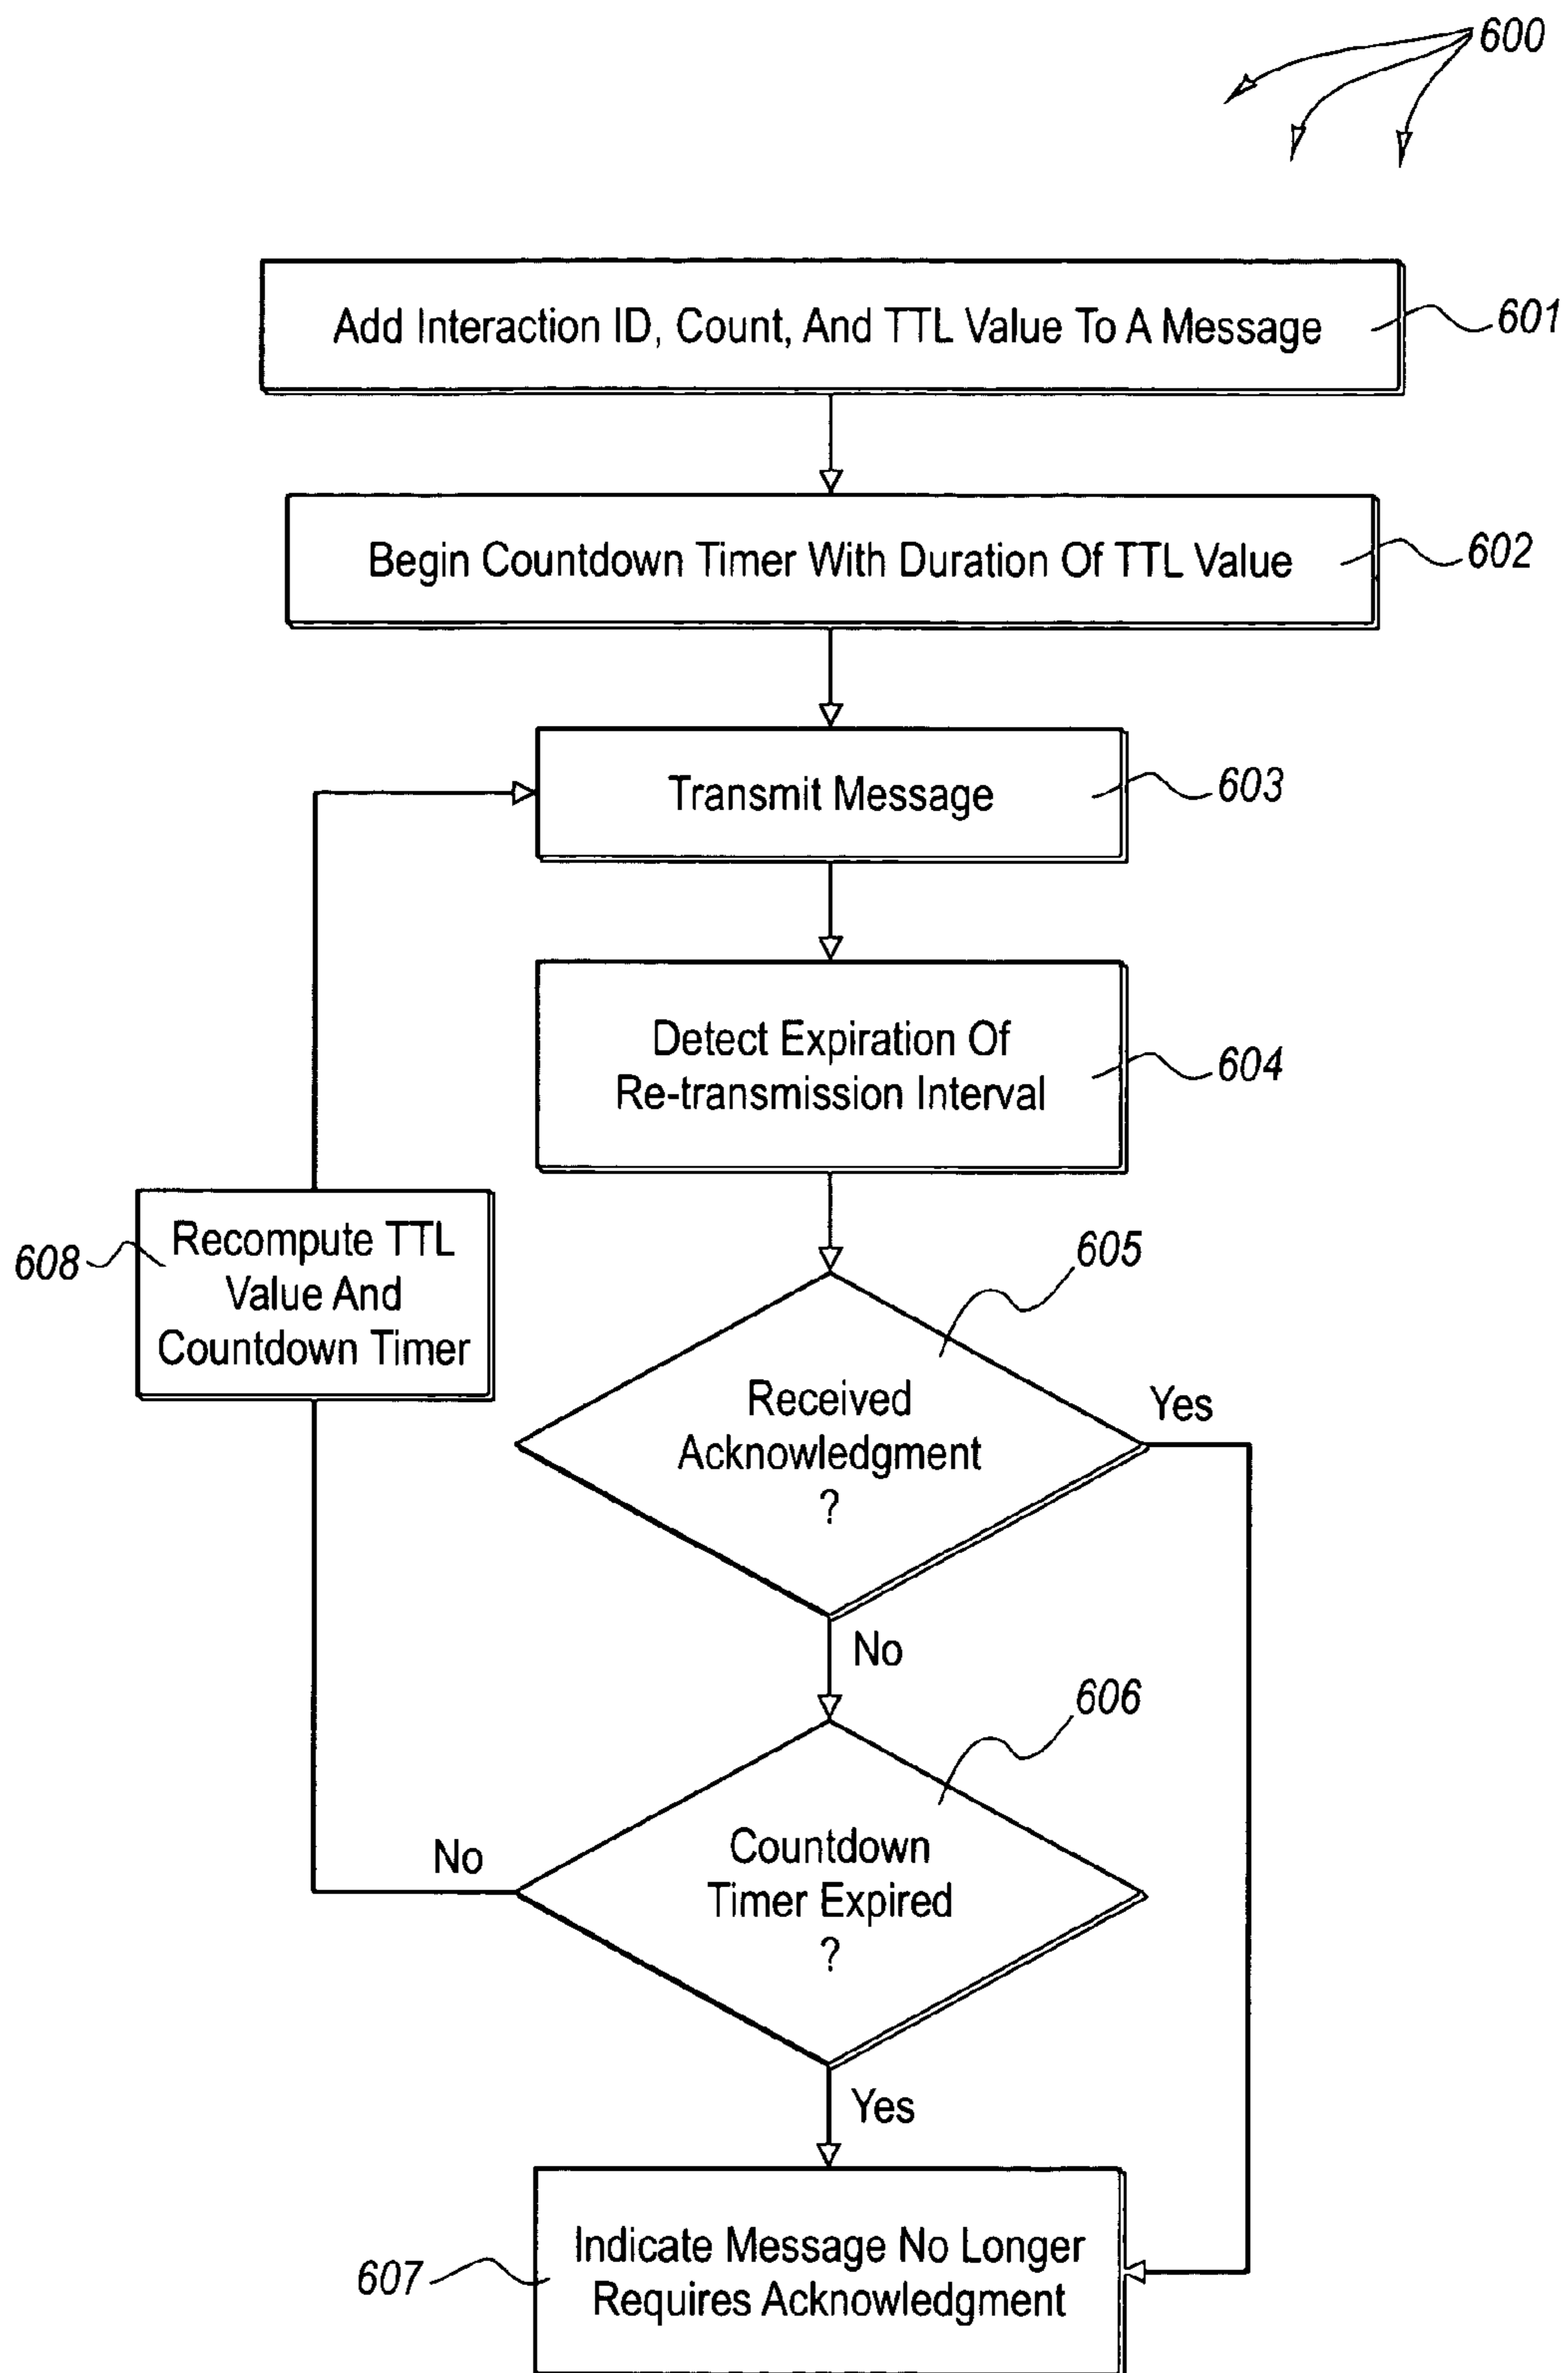 600
Add Interaction ID, Count, And TTL Value To A Message
601
Begin Countdown Timer With Duration Of TTL Value
602
Transmit Message
603
Detect Expiration Of
Re-transmission Interval
604
608
Recompute TTL
Value And
Countdown Timer
605
Received
Acknowledgment
?
Yes
No
606
Countdown
Timer Expired
?
No
Yes
607
Indicate Message No Longer
Requires Acknowledgment